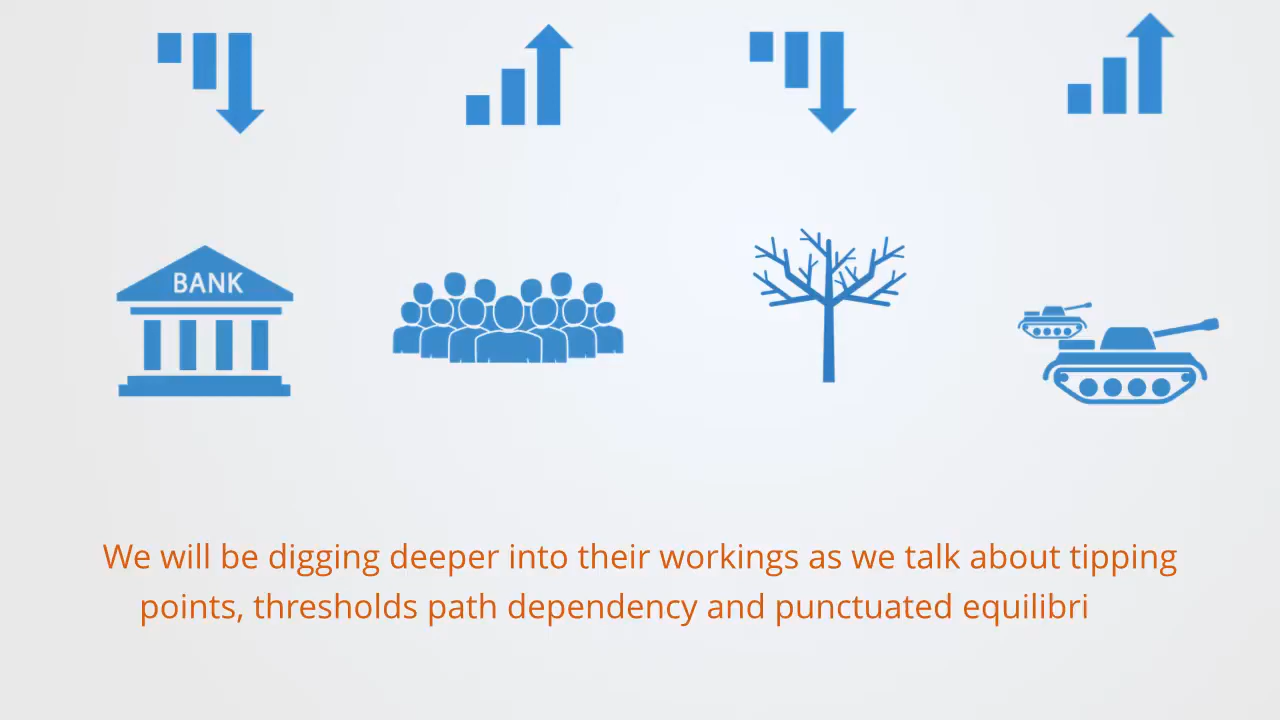 BANK
We will be digging deeper into their workings as we talk about tipping
points, thresholds path dependency and punctuated equilibri